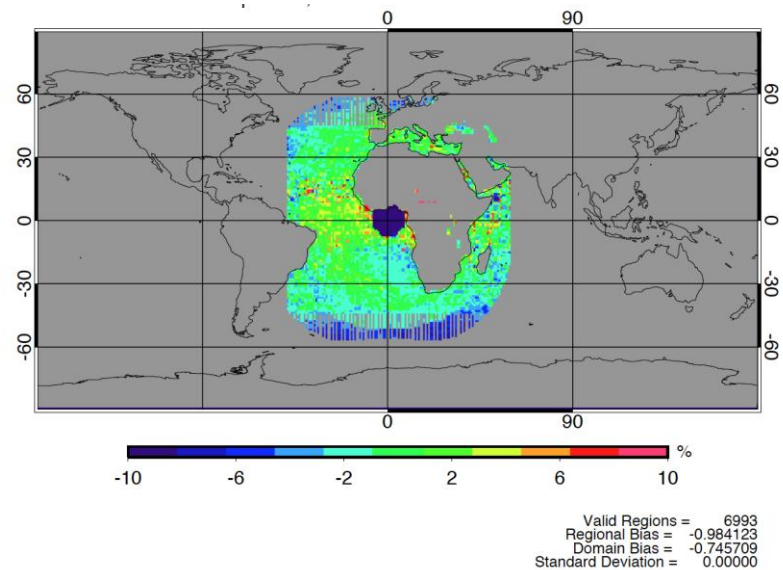 0 90
60 60
30 30
0 0
-30 -30
-60 -60
0 90
%
-10 -6 -2 2 6 10
Valid Regions = 6993
Regional Bias = -0.984123
Domain Bias = -0.745709
Standard Deviation = 0.00000